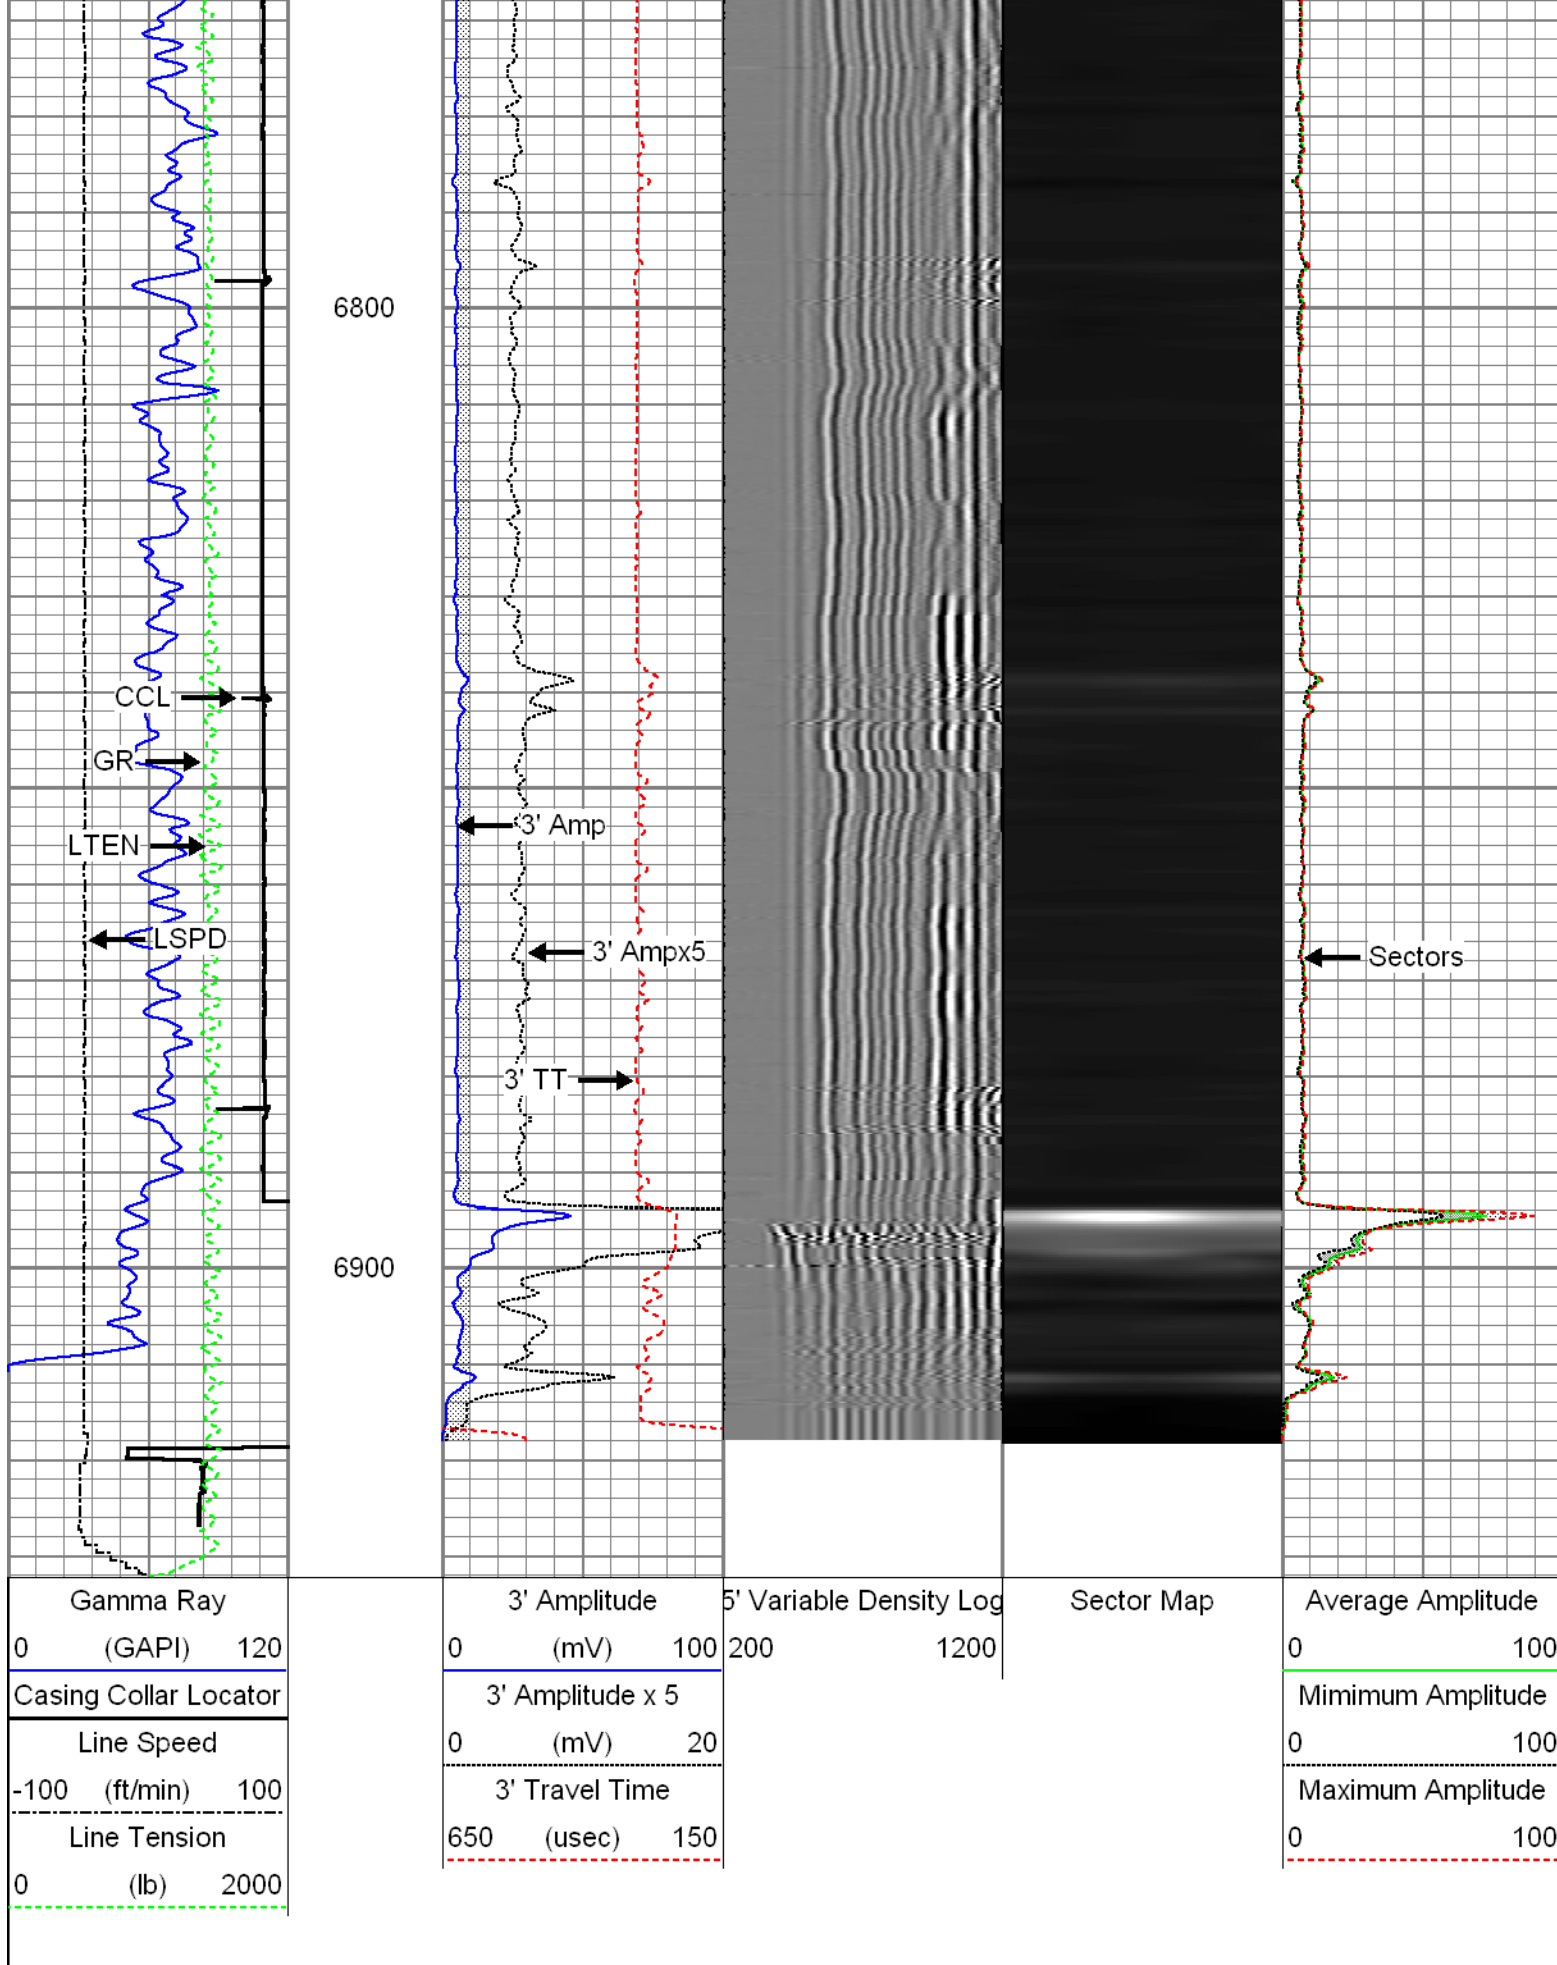 6800
CCL
GR
3' Amp
LTEN
LSPD
3' Ampx5
Sectors
3' TT
6900
Gamma Ray
0 (GAPI) 120
Casing Collar Locator
Line Speed
-100 (ft/min) 100
Line Tension
0 (lb) 2000
3' Amplitude
0 (mV) 100
3' Amplitude x 5
0 (mV) 20
3' Travel Time
650 (usec) 150
5' Variable Density Log
200 1200
Sector Map
Average Amplitude
0 100
Mimimum Amplitude
0 100
Maximum Amplitude
0 100